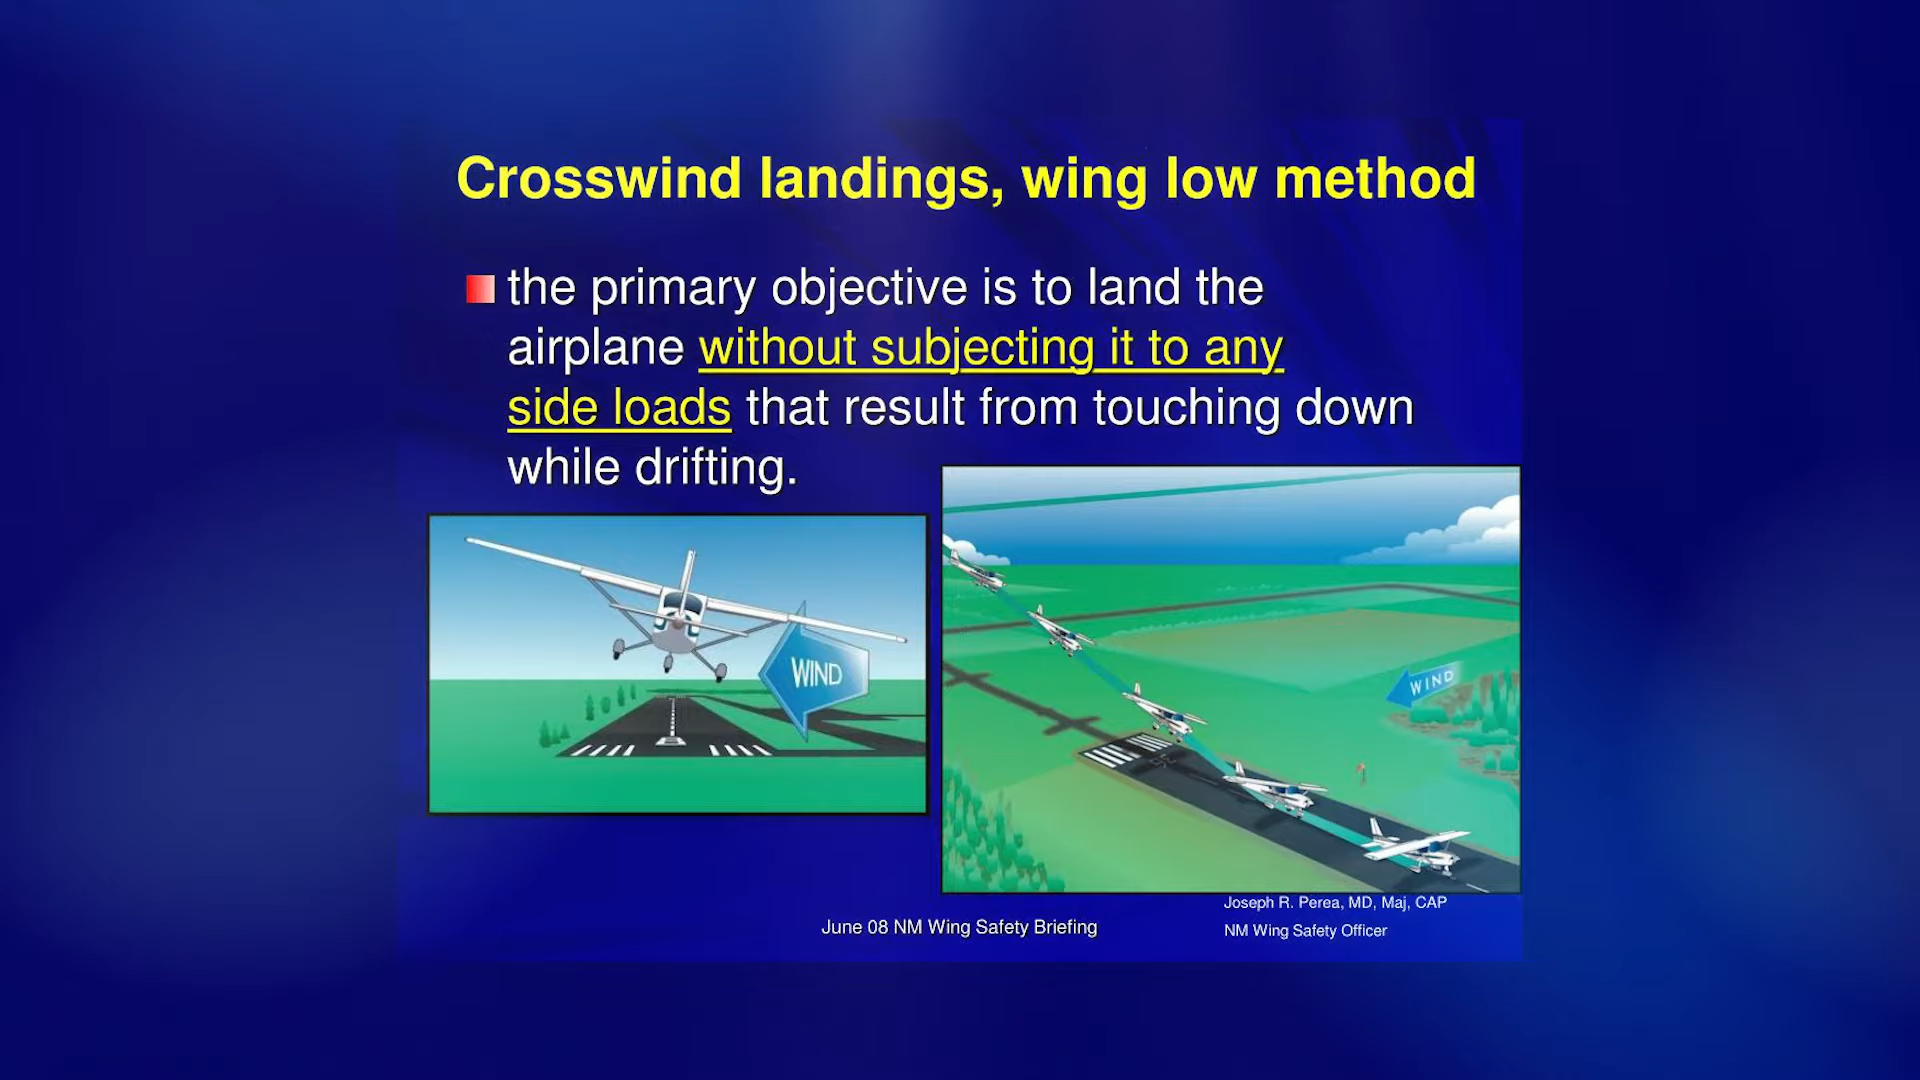 Crosswind landings, wing low method
the primary objective is to land the
airplane without subjecting it to any
side loads that result from touching down
while drifting.
WIND
WIND
June 08 NM Wing Safety Briefing
Joseph R. Perea, MD, Maj, CAP
NM Wing Safety Officer